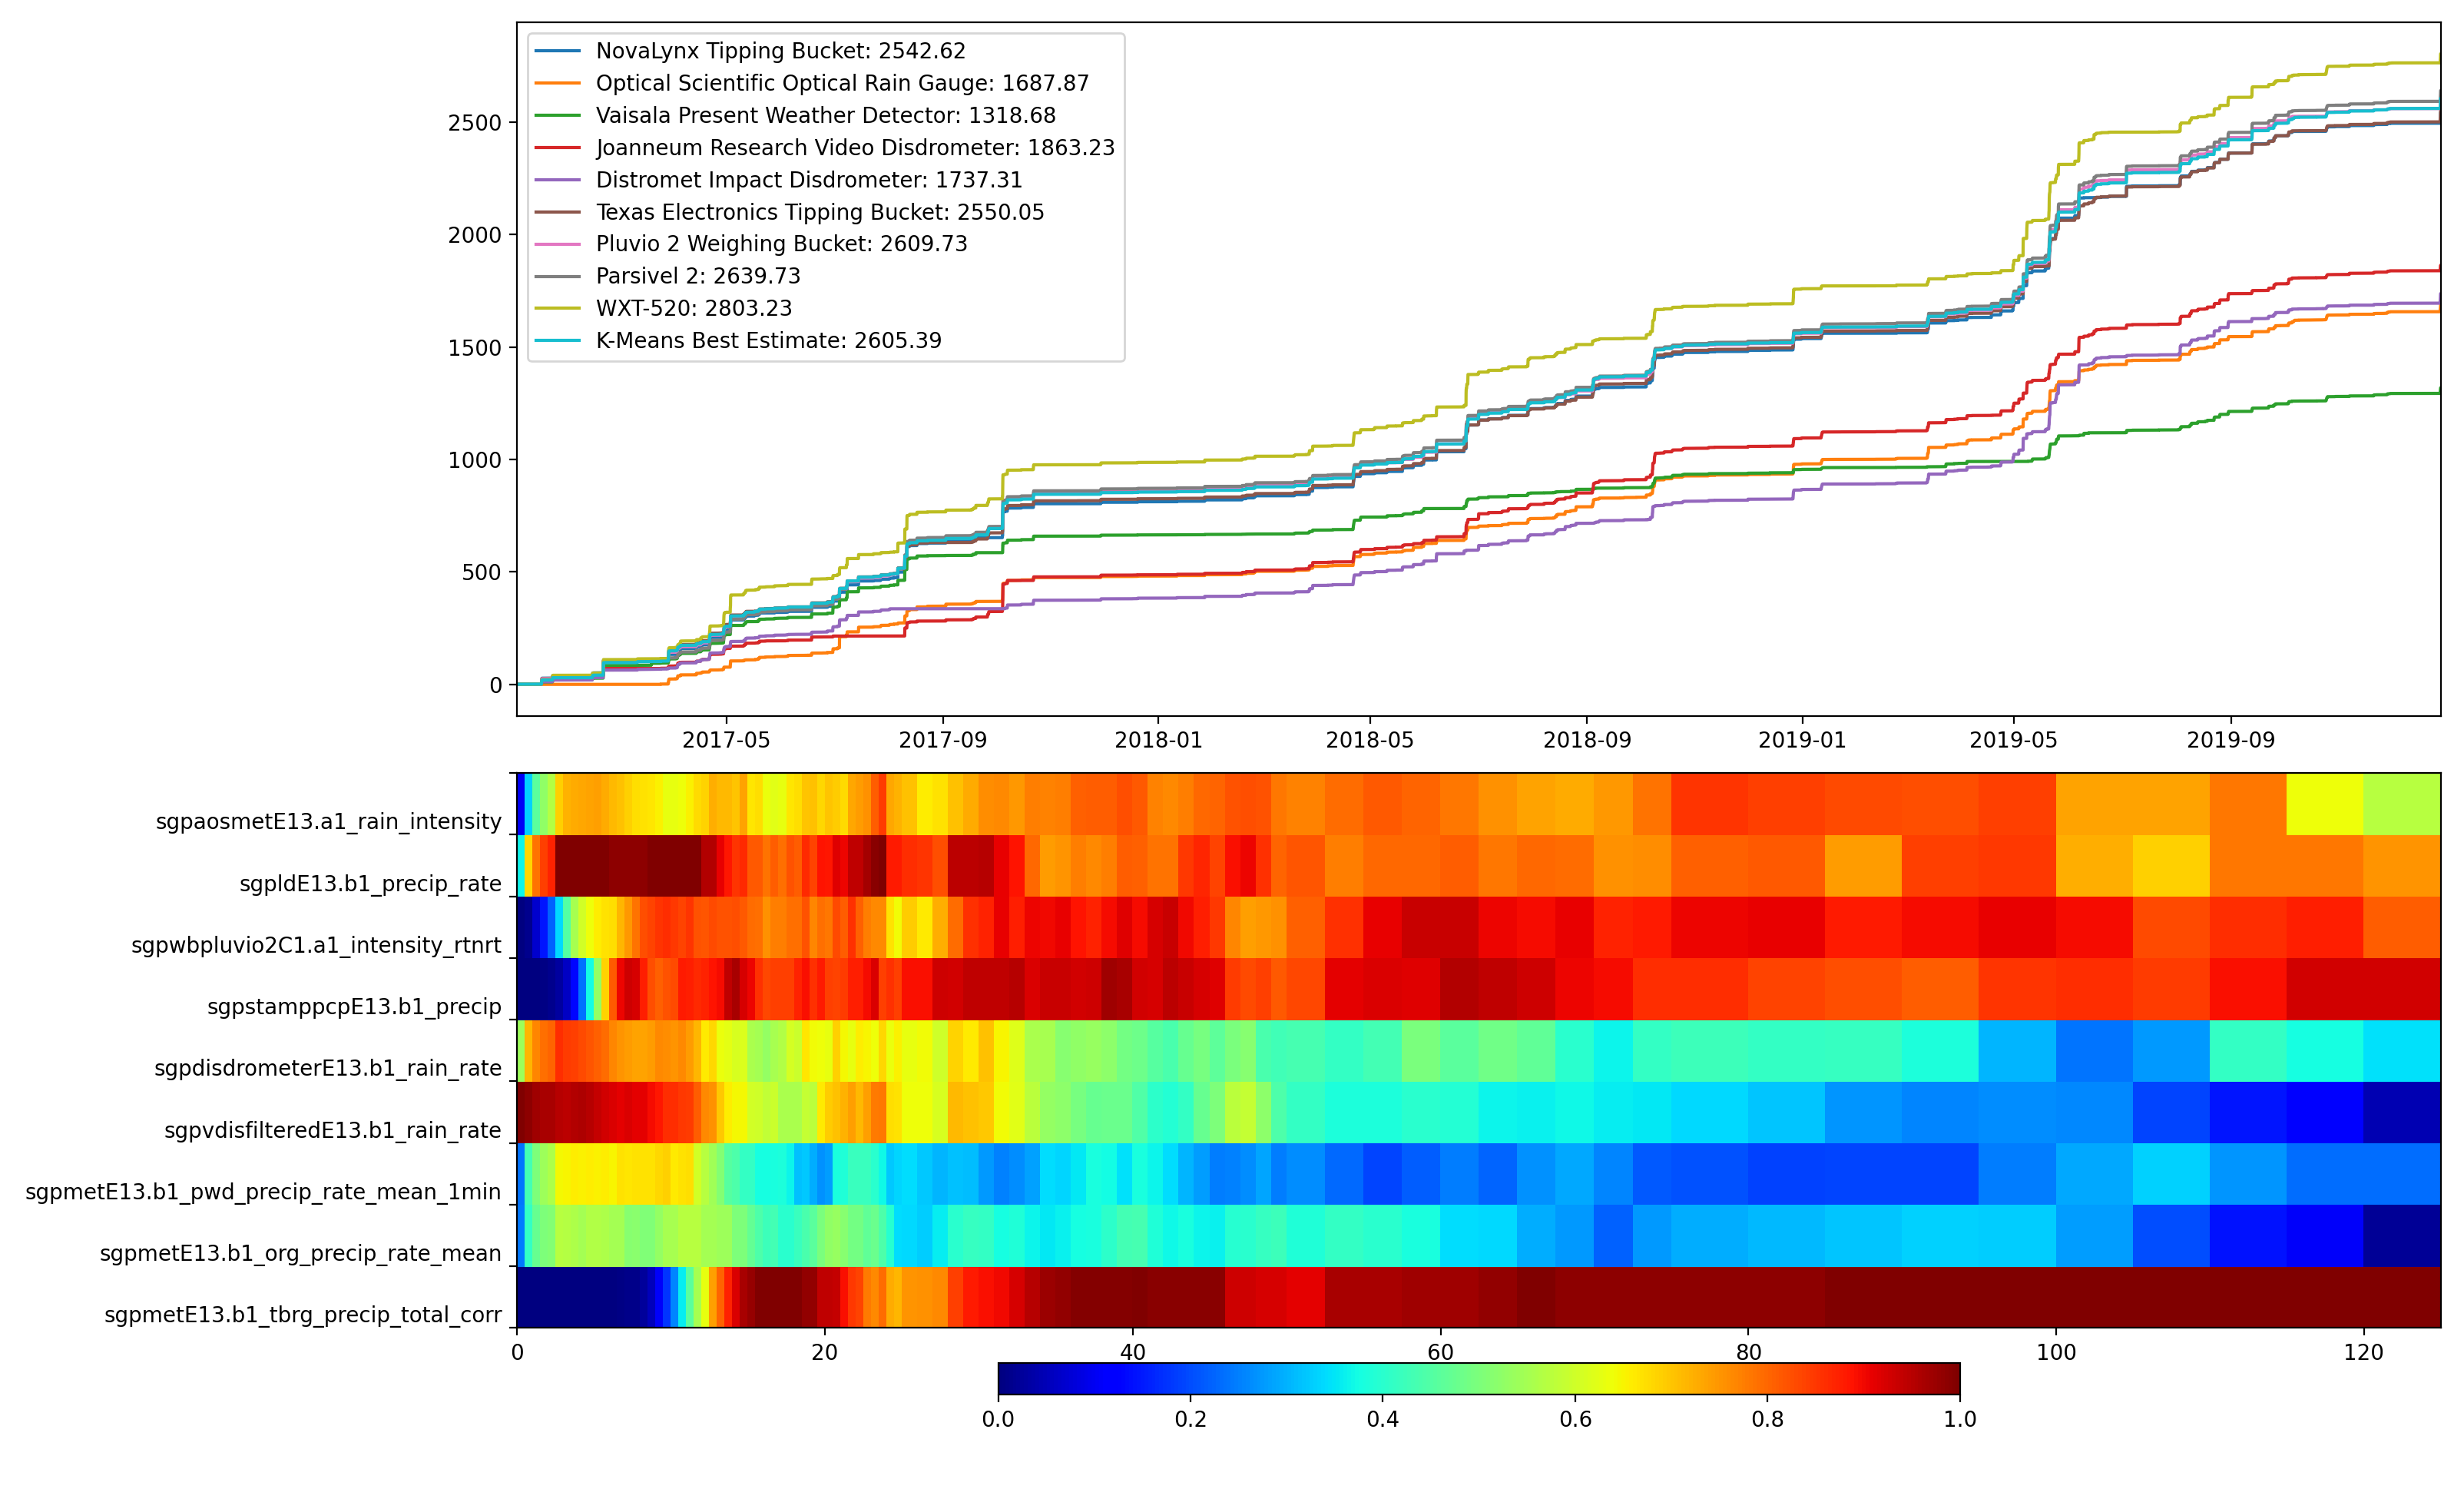 NovaLynx Tipping Bucket: 2542.62
Optical Scientific Optical Rain Gauge: 1687.87
Vaisala Present Weather Detector: 1318.68
Joanneum Research Video Disdrometer: 1863.23
Distromet Impact Disdrometer: 1737.31
Texas Electronics Tipping Bucket: 2550.05
Pluvio 2 Weighing Bucket: 2609.73
Parsivel 2: 2639.73
WXT-520: 2803.23
K-Means Best Estimate: 2605.39
2500
2000
1500
1000
500
0
2017-05 2017-09 2018-01 2018-05 2018-09 2019-01 2019-05 2019-09
sgpaosmetE13.a1_rain_intensity
sgpldE13.b1_precip_rate
sgpwbpluvio2C1.a1_intensity_rtnrt
sgpstamppcpE13.b1_precip
sgpdisdrometerE13.b1_rain_rate
sgpvdisfilteredE13.b1_rain_rate
sgpmetE13.b1_pwd_precip_rate_mean_1min
sgpmetE13.b1_org_precip_rate_mean
sgpmetE13.b1_tbrg_precip_total_corr
0 20 40 60 80 100 120
0.0 0.2 0.4 0.6 0.8 1.0